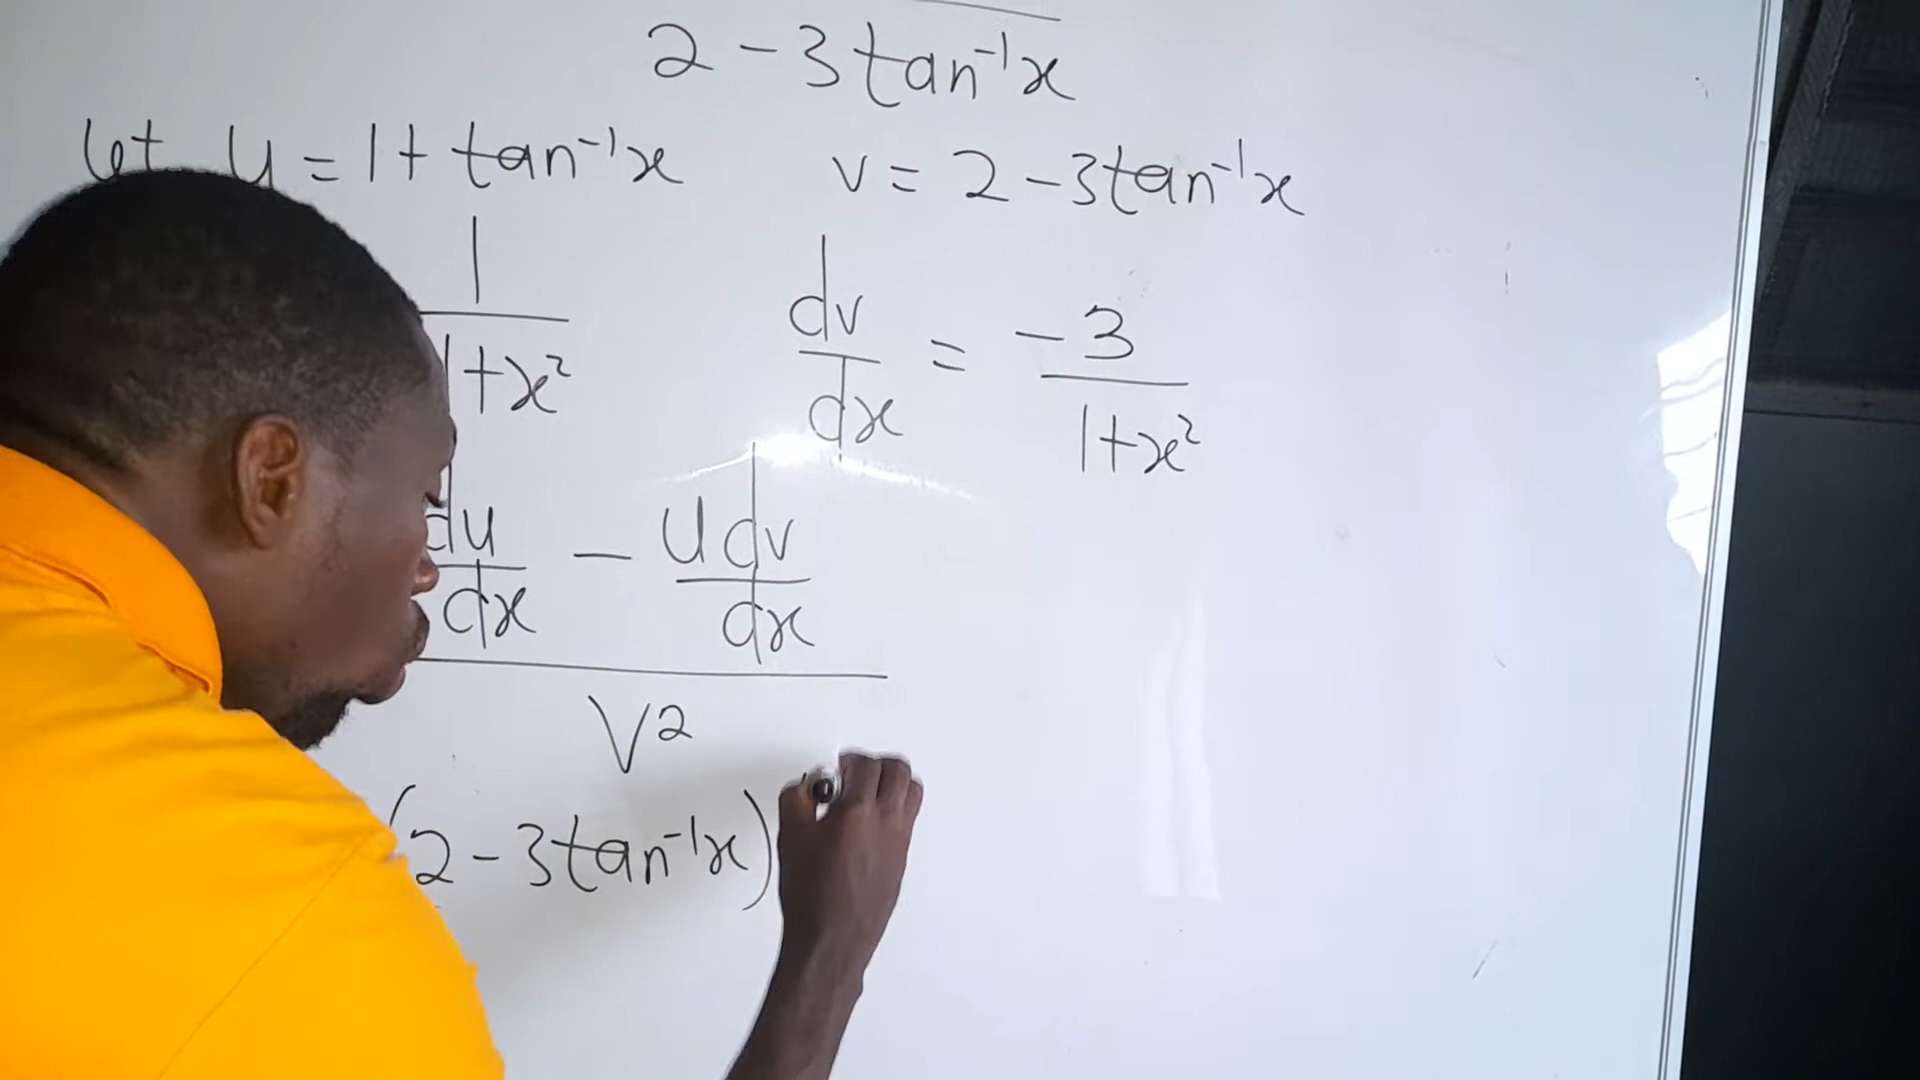 2 - 3tan⁻¹x
let u = 1 + tan⁻¹x    v = 2 - 3tan⁻¹x
1/(1+x²)    dv/dx = -3/(1+x²)
du/dx - u dv/dx
V²
(2 - 3tan⁻¹x)